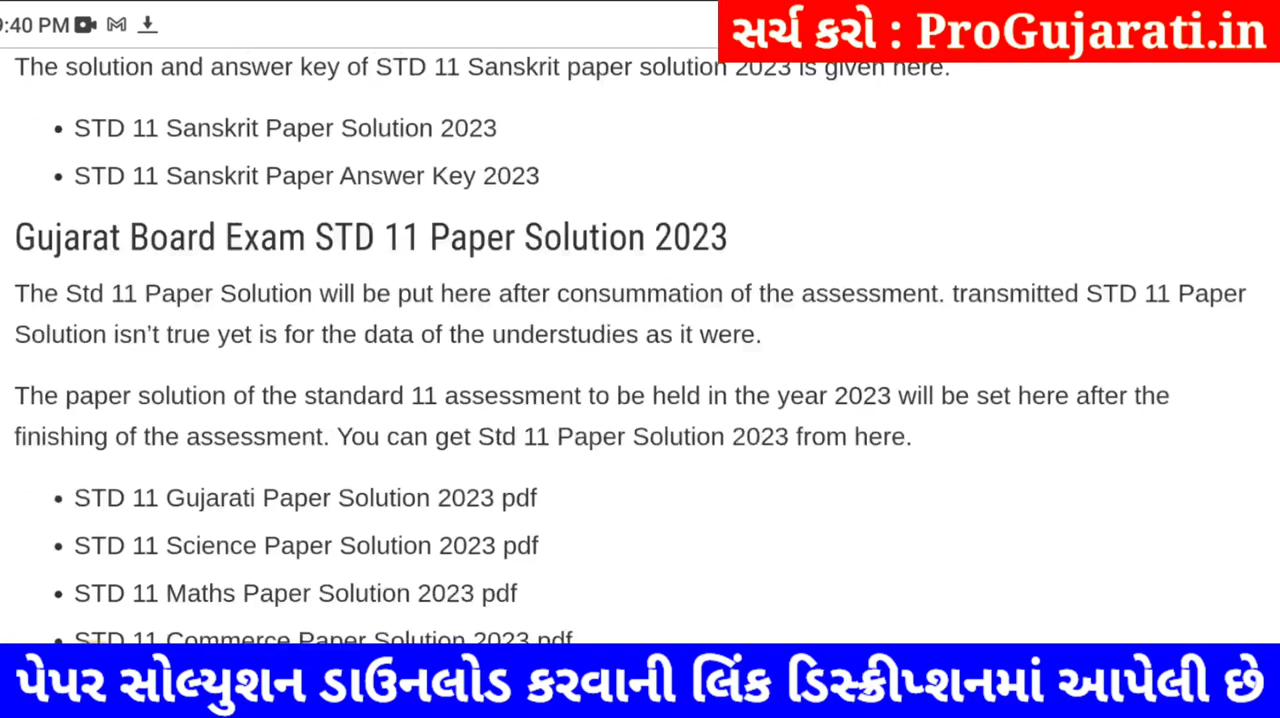 9:40 PM
સર્ચ કરો : ProGujarati.in
The solution and answer key of STD 11 Sanskrit paper solution 2023 is given here.
• STD 11 Sanskrit Paper Solution 2023
• STD 11 Sanskrit Paper Answer Key 2023
Gujarat Board Exam STD 11 Paper Solution 2023
The Std 11 Paper Solution will be put here after consummation of the assessment. transmitted STD 11 Paper
Solution isn’t true yet is for the data of the understudies as it were.
The paper solution of the standard 11 assessment to be held in the year 2023 will be set here after the
finishing of the assessment. You can get Std 11 Paper Solution 2023 from here.
• STD 11 Gujarati Paper Solution 2023 pdf
• STD 11 Science Paper Solution 2023 pdf
• STD 11 Maths Paper Solution 2023 pdf
• STD 11 Commerce Paper Solution 2023 pdf
પેપર સોલ્યુશન ડાઉનલોડ કરવાની લિંક ડિસ્ક્રીપ્શનમાં આપેલી છે